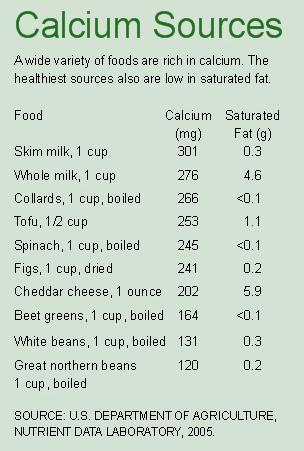 Calcium Sources
A wide variety of foods are rich in calcium. The
healthiest sources also are low in saturated fat.
Food Calcium Saturated
(mg) Fat (g)
Skim milk, 1 cup 301 0.3
Whole milk, 1 cup 276 4.6
Collards, 1 cup, boiled 266 <0.1
Tofu, 1/2 cup 253 1.1
Spinach, 1 cup, boiled 245 <0.1
Figs, 1 cup, dried 241 0.2
Cheddar cheese, 1 ounce 202 5.9
Beet greens, 1 cup, boiled 164 <0.1
White beans, 1 cup, boiled 131 0.3
Great northern beans 120 0.2
1 cup, boiled
SOURCE: U.S. DEPARTMENT OF AGRICULTURE,
NUTRIENT DATA LABORATORY, 2005.